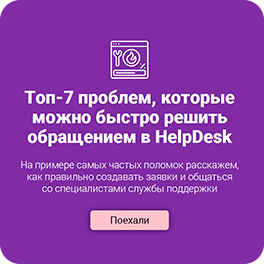 Топ-7 проблем, которые
можно быстро решить
обращением в HelpDesk
На примере самых частых поломок расскажем,
как правильно создавать заявки и общаться
со специалистами службы поддержки
Поехали